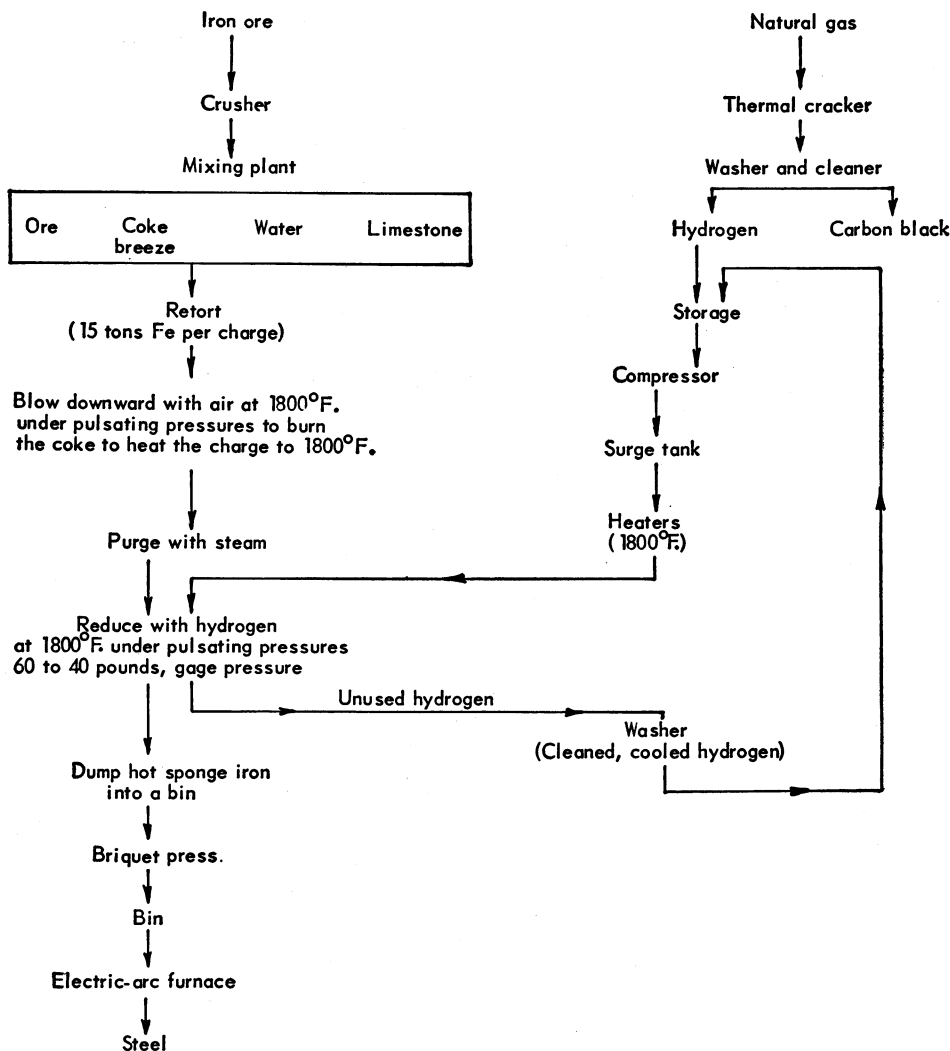 Iron ore
Crusher
Mixing plant
Ore
Coke
breeze
Water
Limestone
Retort
(15 tons Fe per charge)
Blow downward with air at 1800°F.
under pulsating pressures to burn
the coke to heat the charge to 1800°F.
Purge with steam
Reduce with hydrogen
at 1800°F. under pulsating pressures
60 to 40 pounds, gage pressure
Dump hot sponge iron
into a bin
Briquet press.
Bin
Electric-arc furnace
Steel
Natural gas
Thermal cracker
Washer and cleaner
Hydrogen
Carbon black
Storage
Compressor
Surge tank
Heaters
(1800°F.)
Unused hydrogen
Washer
(Cleaned, cooled hydrogen)